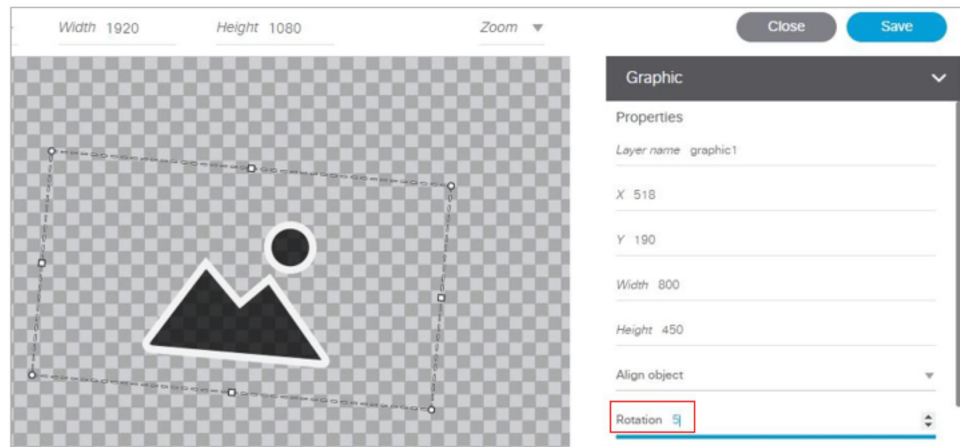 Width 1920 Height 1080 Zoom Close Save
Graphic
Properties
Layer name graphic1
X 518
Y 190
Width 800
Height 450
Align object
Rotation 5